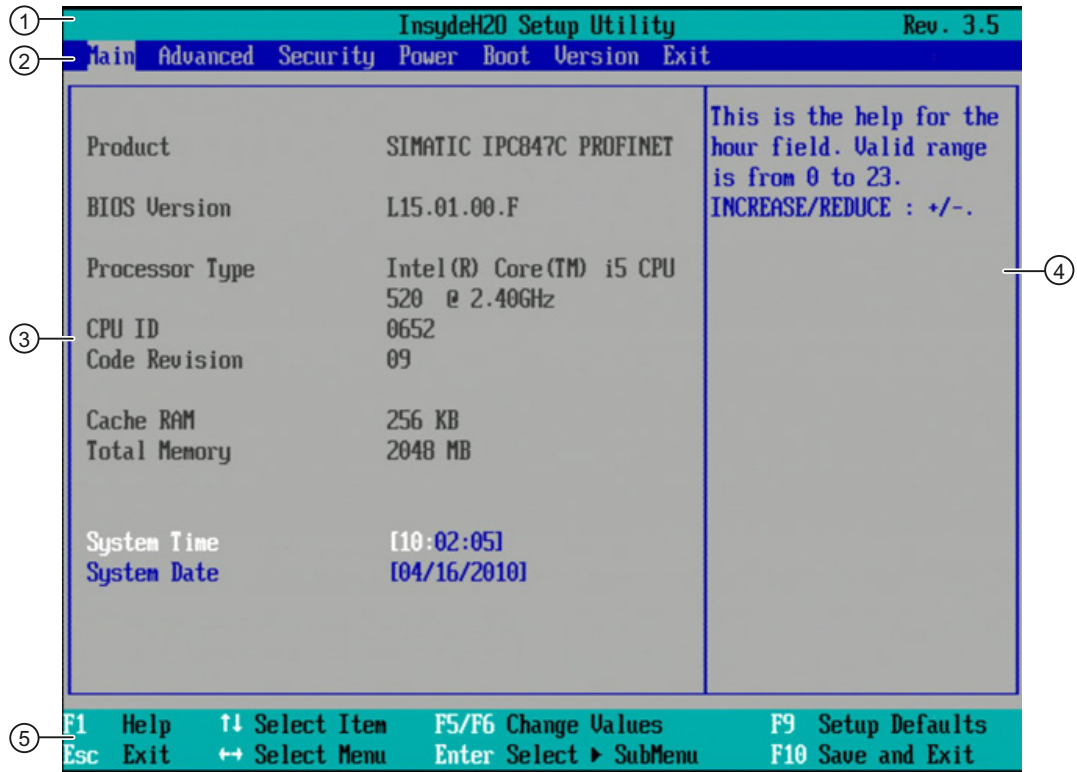 ① InsydeH2O Setup Utility Rev. 3.5
② Main Advanced Security Power Boot Version Exit
Product SIMATIC IPC847C PROFINET
BIOS Version L15.01.00.F
Processor Type Intel(R) Core(TM) i5 CPU
520 @ 2.40GHz
③ CPU ID 0652
Code Revision 09
Cache RAM 256 KB
Total Memory 2048 MB
System Time [10:02:05]
System Date [04/16/2010]
This is the help for the
hour field. Valid range
is from 0 to 23.
INCREASE/REDUCE : +/-.
④
⑤
F1 Help ↑↓ Select Item F5/F6 Change Values F9 Setup Defaults
Esc Exit ↔ Select Menu Enter Select ▶ SubMenu F10 Save and Exit